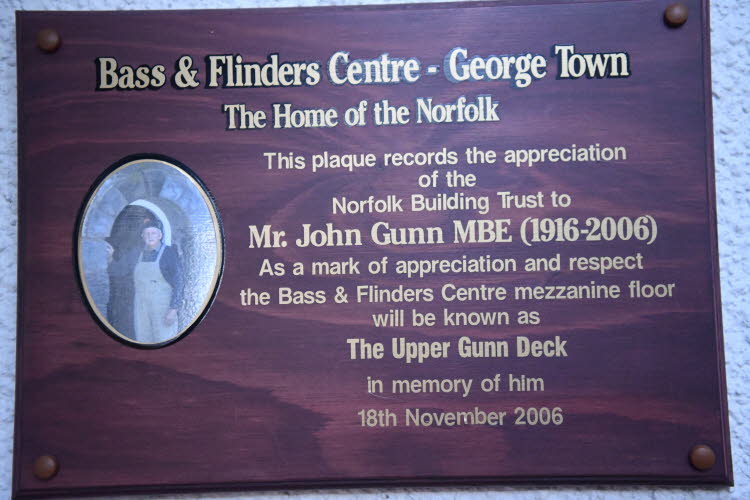 Bass & Flinders Centre - George Town
The Home of the Norfolk
This plaque records the appreciation
of the
Norfolk Building Trust to
Mr. John Gunn MBE (1916-2006)
As a mark of appreciation and respect
the Bass & Flinders Centre mezzanine floor
will be known as
The Upper Gunn Deck
in memory of him
18th November 2006